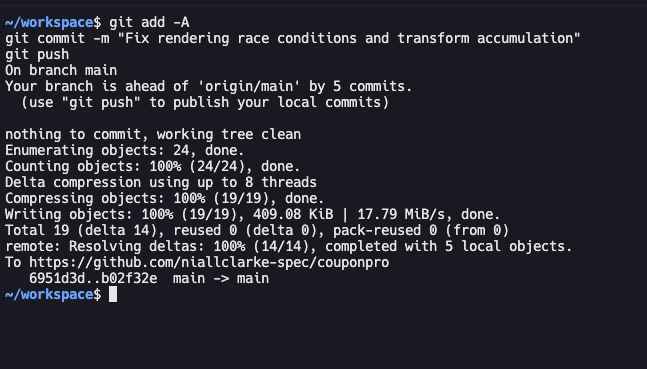 ~/workspace$ git add -A
git commit -m "Fix rendering race conditions and transform accumulation"
git push
On branch main
Your branch is ahead of 'origin/main' by 5 commits.
  (use "git push" to publish your local commits)

nothing to commit, working tree clean
Enumerating objects: 24, done.
Counting objects: 100% (24/24), done.
Delta compression using up to 8 threads
Compressing objects: 100% (19/19), done.
Writing objects: 100% (19/19), 409.08 KiB | 17.79 MiB/s, done.
Total 19 (delta 14), reused 0 (delta 0), pack-reused 0 (from 0)
remote: Resolving deltas: 100% (14/14), completed with 5 local objects.
To https://github.com/niallclarke-spec/couponpro
   6951d3d..b02f32e  main -> main
~/workspace$